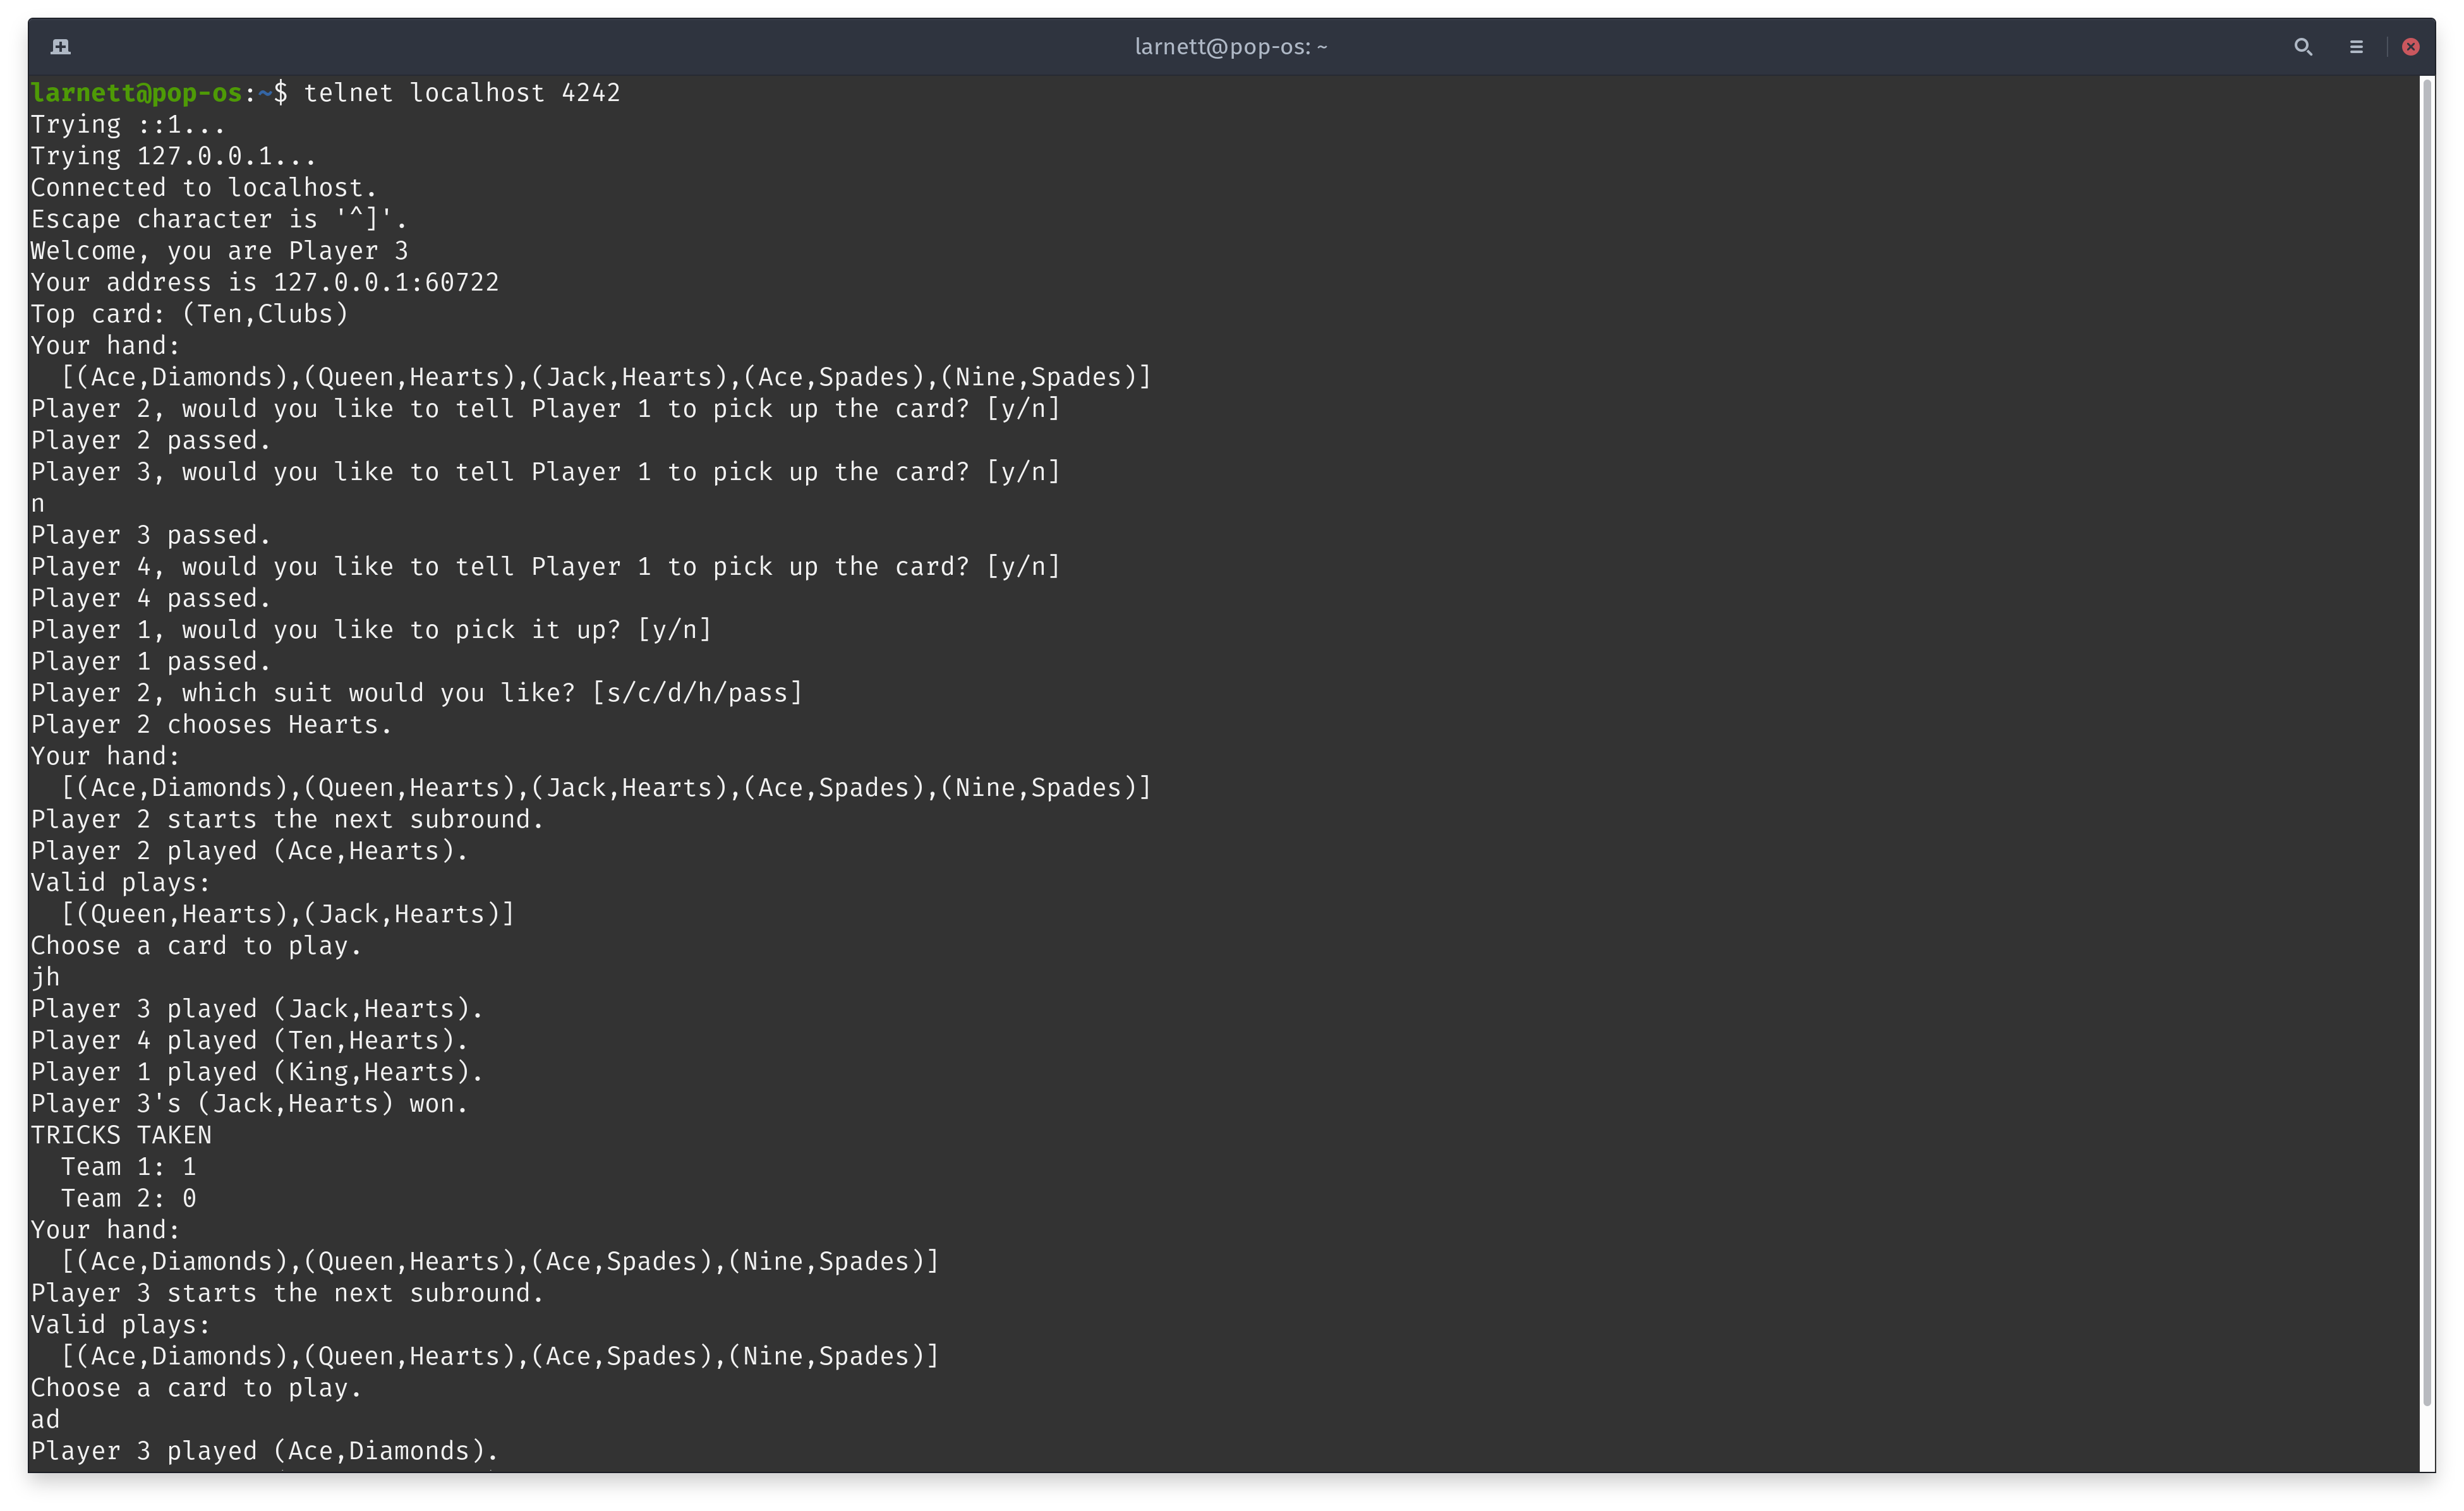 larnett@pop-os: ~
larnett@pop-os:~$ telnet localhost 4242
Trying ::1...
Trying 127.0.0.1...
Connected to localhost.
Escape character is '^]'.
Welcome, you are Player 3
Your address is 127.0.0.1:60722
Top card: (Ten,Clubs)
Your hand:
  [(Ace,Diamonds),(Queen,Hearts),(Jack,Hearts),(Ace,Spades),(Nine,Spades)]
Player 2, would you like to tell Player 1 to pick up the card? [y/n]
Player 2 passed.
Player 3, would you like to tell Player 1 to pick up the card? [y/n]
n
Player 3 passed.
Player 4, would you like to tell Player 1 to pick up the card? [y/n]
Player 4 passed.
Player 1, would you like to pick it up? [y/n]
Player 1 passed.
Player 2, which suit would you like? [s/c/d/h/pass]
Player 2 chooses Hearts.
Your hand:
  [(Ace,Diamonds),(Queen,Hearts),(Jack,Hearts),(Ace,Spades),(Nine,Spades)]
Player 2 starts the next subround.
Player 2 played (Ace,Hearts).
Valid plays:
  [(Queen,Hearts),(Jack,Hearts)]
Choose a card to play.
jh
Player 3 played (Jack,Hearts).
Player 4 played (Ten,Hearts).
Player 1 played (King,Hearts).
Player 3's (Jack,Hearts) won.
TRICKS TAKEN
  Team 1: 1
  Team 2: 0
Your hand:
  [(Ace,Diamonds),(Queen,Hearts),(Ace,Spades),(Nine,Spades)]
Player 3 starts the next subround.
Valid plays:
  [(Ace,Diamonds),(Queen,Hearts),(Ace,Spades),(Nine,Spades)]
Choose a card to play.
ad
Player 3 played (Ace,Diamonds).